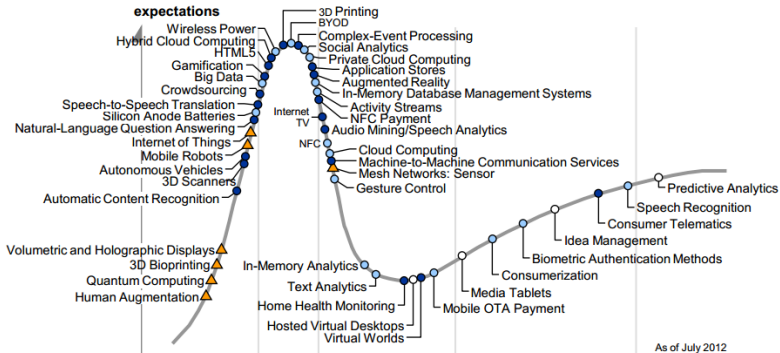 expectations
3D Printing
BYOD
Wireless Power
Complex-Event Processing
Hybrid Cloud Computing
Social Analytics
HTML5
Private Cloud Computing
Gamification
Application Stores
Big Data
Augmented Reality
Crowdsourcing
In-Memory Database Management Systems
Speech-to-Speech Translation
Activity Streams
Silicon Anode Batteries
NFC Payment
Internet
TV
Natural-Language Question Answering
Audio Mining/Speech Analytics
Internet of Things
NFC
Cloud Computing
Mobile Robots
Machine-to-Machine Communication Services
Autonomous Vehicles
Mesh Networks: Sensor
3D Scanners
Gesture Control
Automatic Content Recognition
Predictive Analytics
Speech Recognition
Consumer Telematics
Idea Management
Volumetric and Holographic Displays
Biometric Authentication Methods
3D Bioprinting
In-Memory Analytics
Consumerization
Quantum Computing
Text Analytics
Media Tablets
Human Augmentation
Home Health Monitoring
Mobile OTA Payment
Hosted Virtual Desktops
Virtual Worlds
As of July 2012